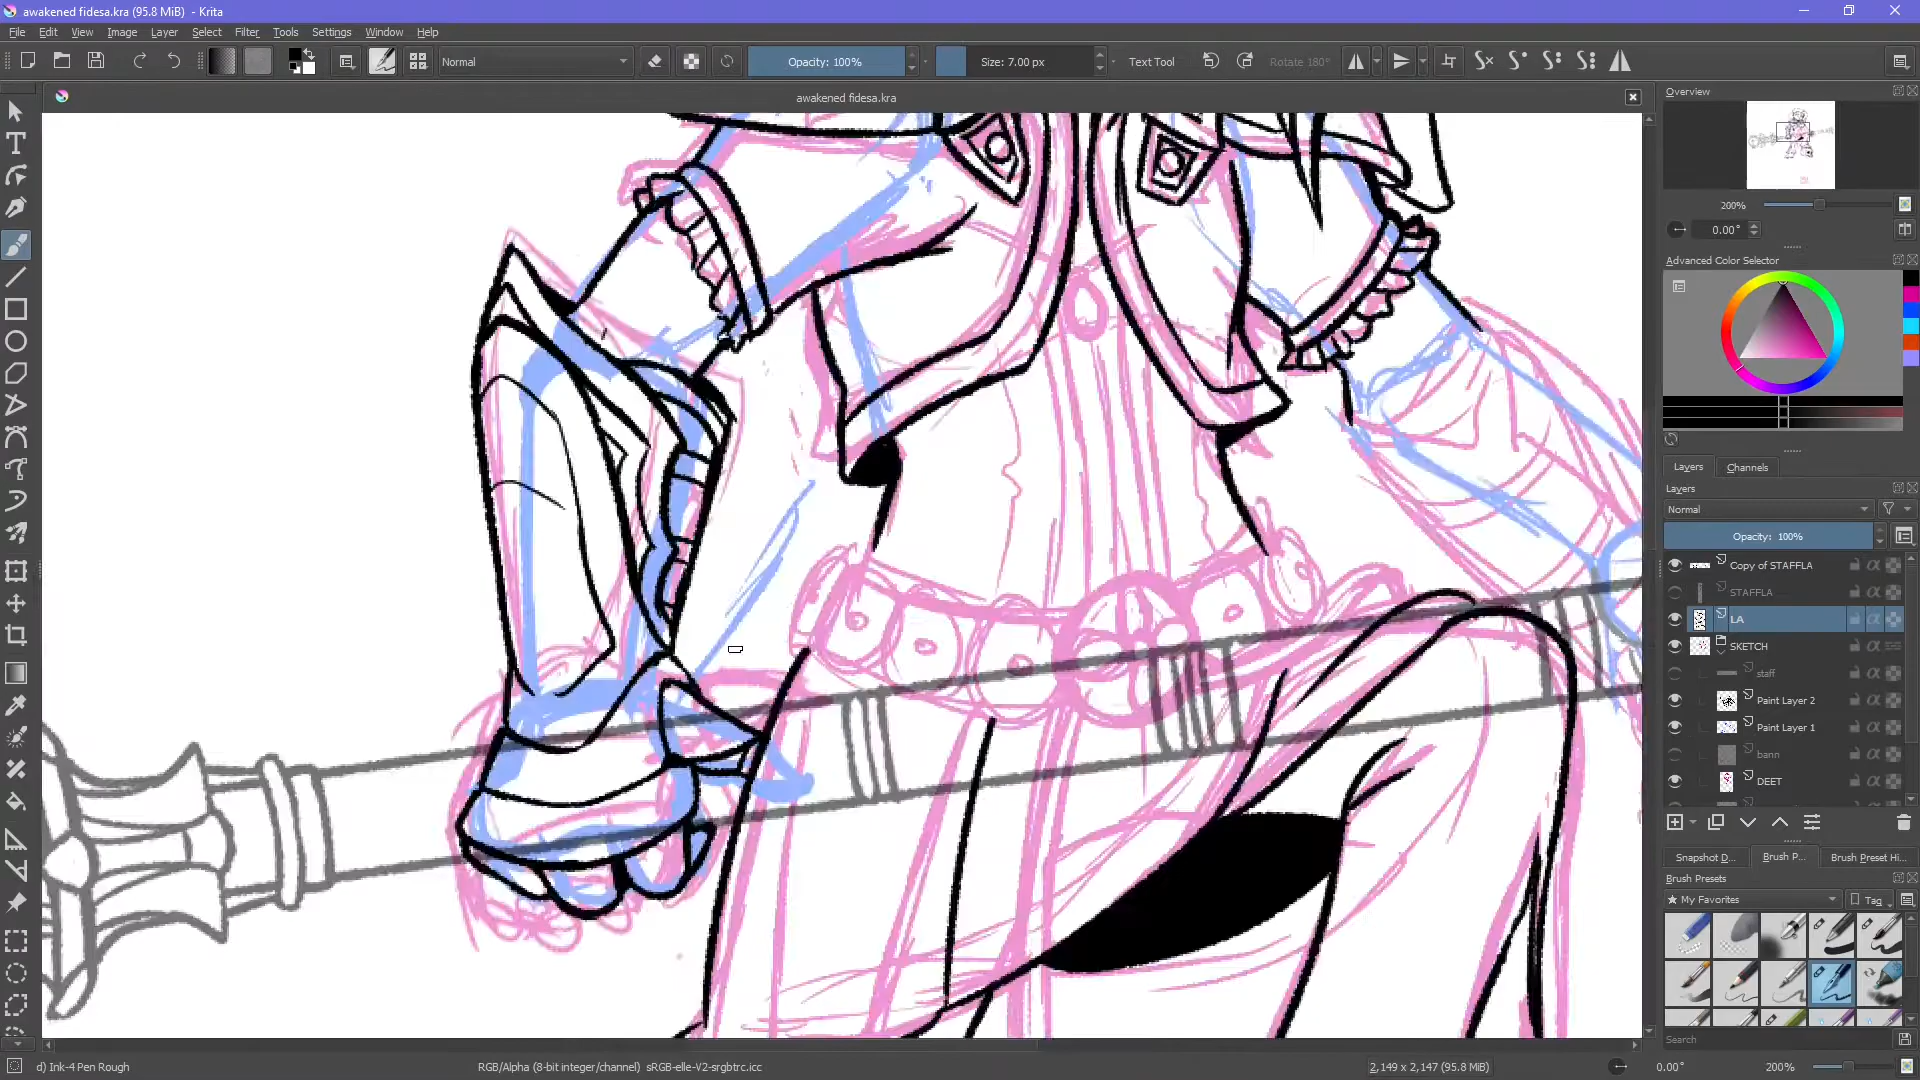 awakened fidesa.kra (95.8 MiB) - Krita
File Edit View Image Layer Select Filter Tools Settings Window Help
Normal Opacity: 100% Size: 7.00 px Text Tool Rotate 180°
awakened fidesa.kra
Overview
200%
0.00°
Advanced Color Selector
Layers Channels
Layers
Normal
Opacity: 100%
Copy of STAFFLA
STAFFLA
LA
SKETCH
staff
Paint Layer 2
Paint Layer 1
bann
DEET
Snapshot D... Brush P... Brush Preset Hi...
Brush Presets
★ My Favorites Tag
Search
d) Ink-4 Pen Rough RGB/Alpha (8-bit integer/channel) sRGB-elle-V2-srgbtrc.icc 2,149 x 2,147 (95.8 MiB) 0.00° 200%